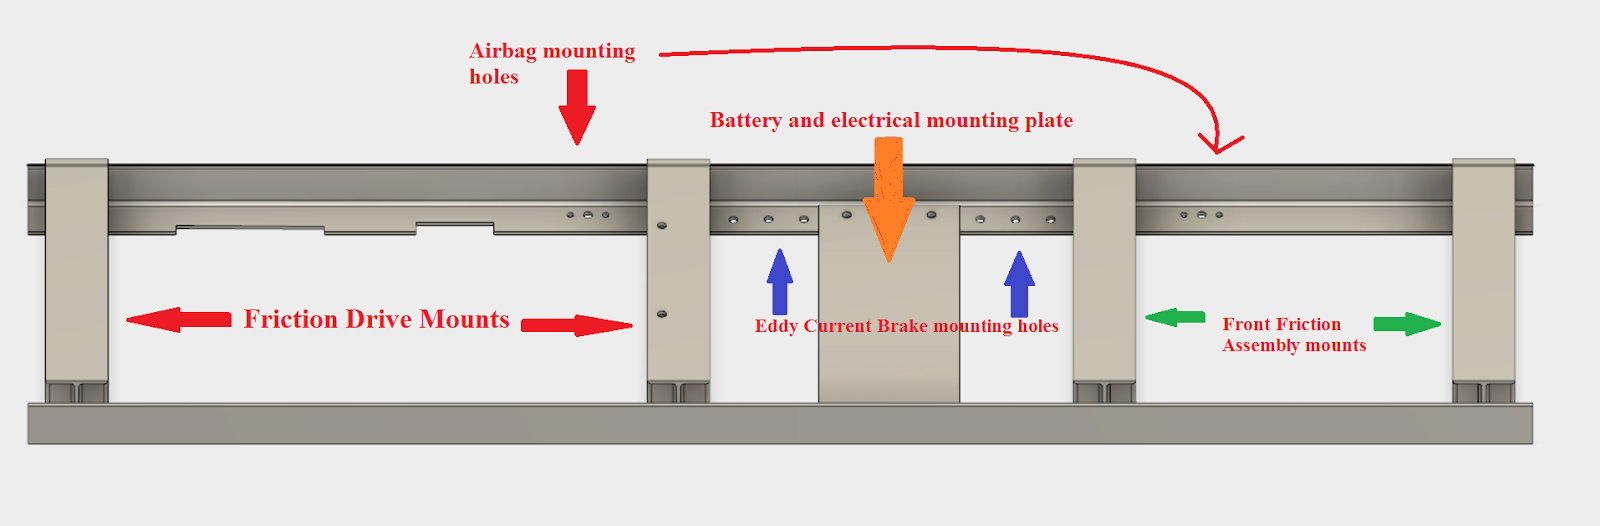 Airbag mounting
holes
Battery and electrical mounting plate
Friction Drive Mounts
Eddy Current Brake mounting holes
Front Friction
Assembly mounts